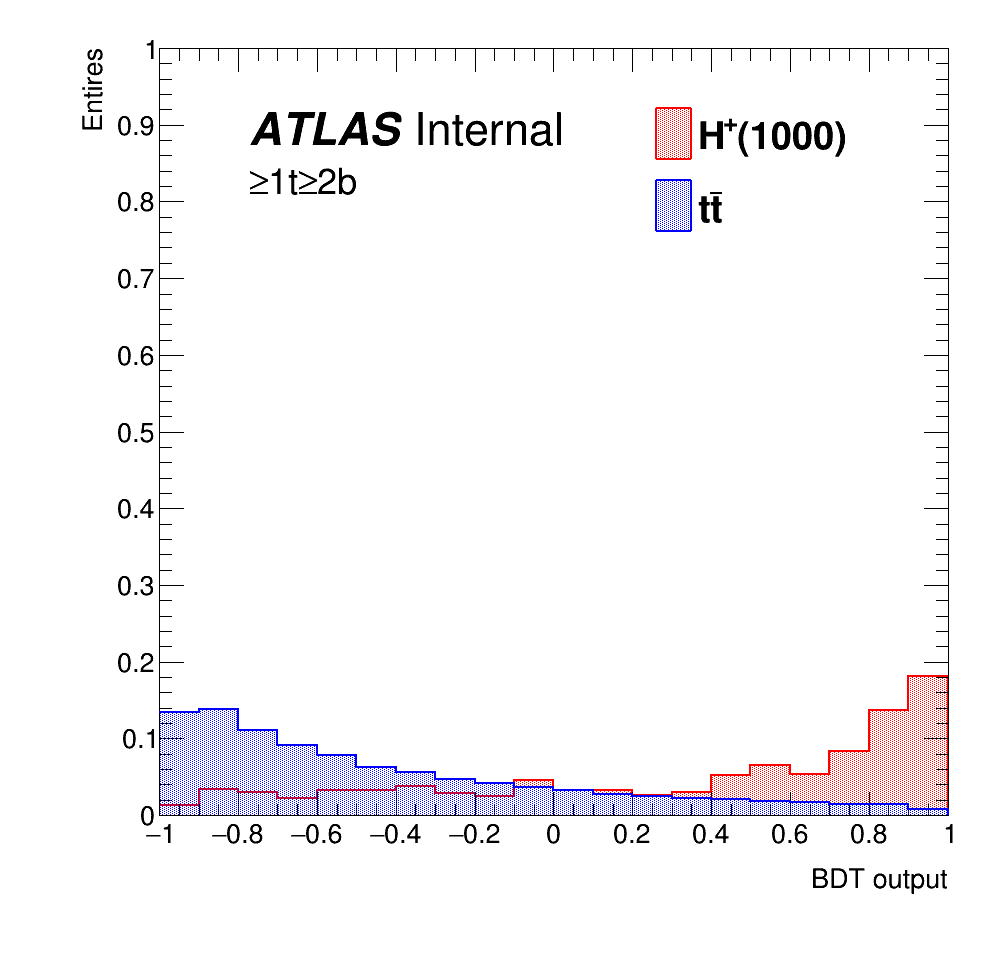 Entires
1
0.9
0.8
0.7
0.6
0.5
0.4
0.3
0.2
0.1
0
ATLAS Internal
≥1t≥2b
H⁺(1000)
tt̄
−1 −0.8 −0.6 −0.4 −0.2 0 0.2 0.4 0.6 0.8 1
BDT output